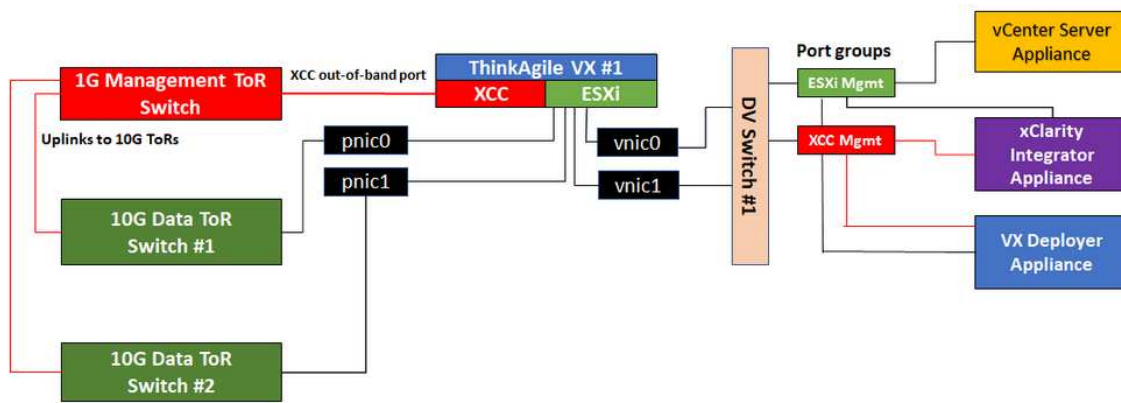 1G Management ToR
Switch
XCC out-of-band port
ThinkAgile VX #1
XCC
ESXi
Uplinks to 10G ToRs
pnic0
pnic1
vnic0
vnic1
10G Data ToR
Switch #1
10G Data ToR
Switch #2
DV Switch #1
Port groups
ESXi Mgmt
XCC Mgmt
vCenter Server
Appliance
xClarity
Integrator
Appliance
VX Deployer
Appliance